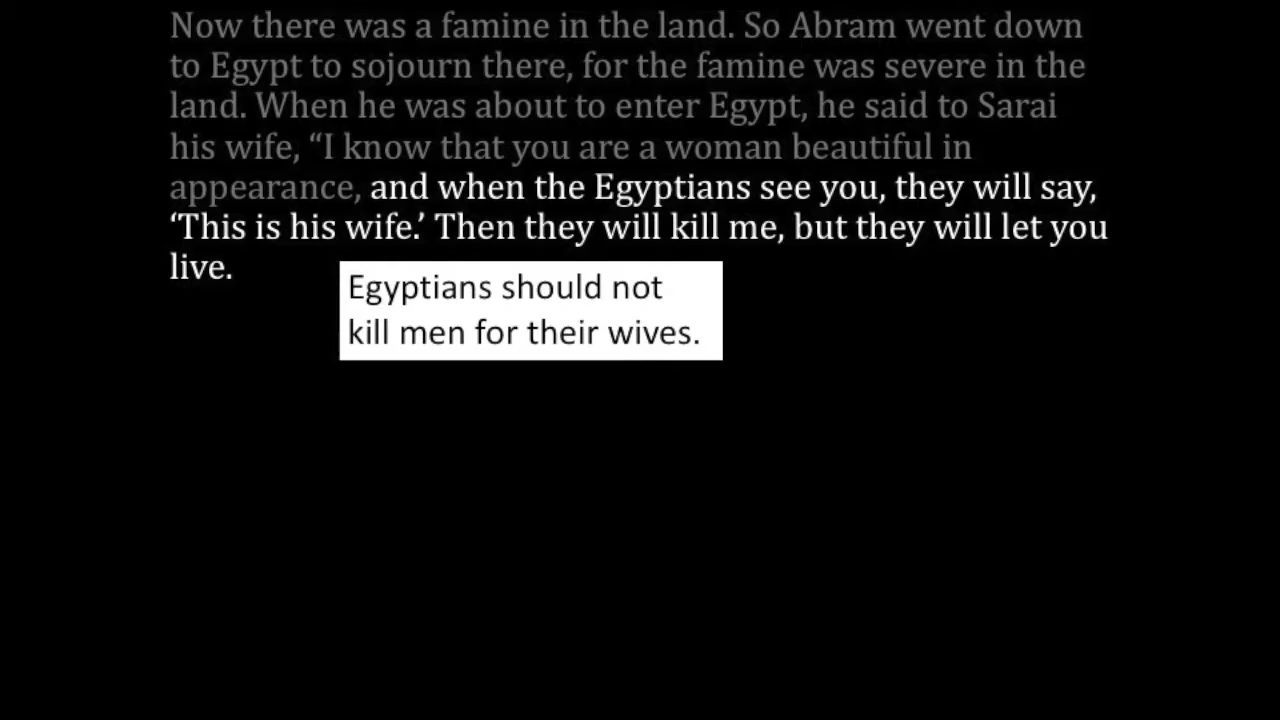 Now there was a famine in the land. So Abram went down
to Egypt to sojourn there, for the famine was severe in the
land. When he was about to enter Egypt, he said to Sarai
his wife, “I know that you are a woman beautiful in
appearance, and when the Egyptians see you, they will say,
‘This is his wife.’ Then they will kill me, but they will let you
live.
Egyptians should not
kill men for their wives.